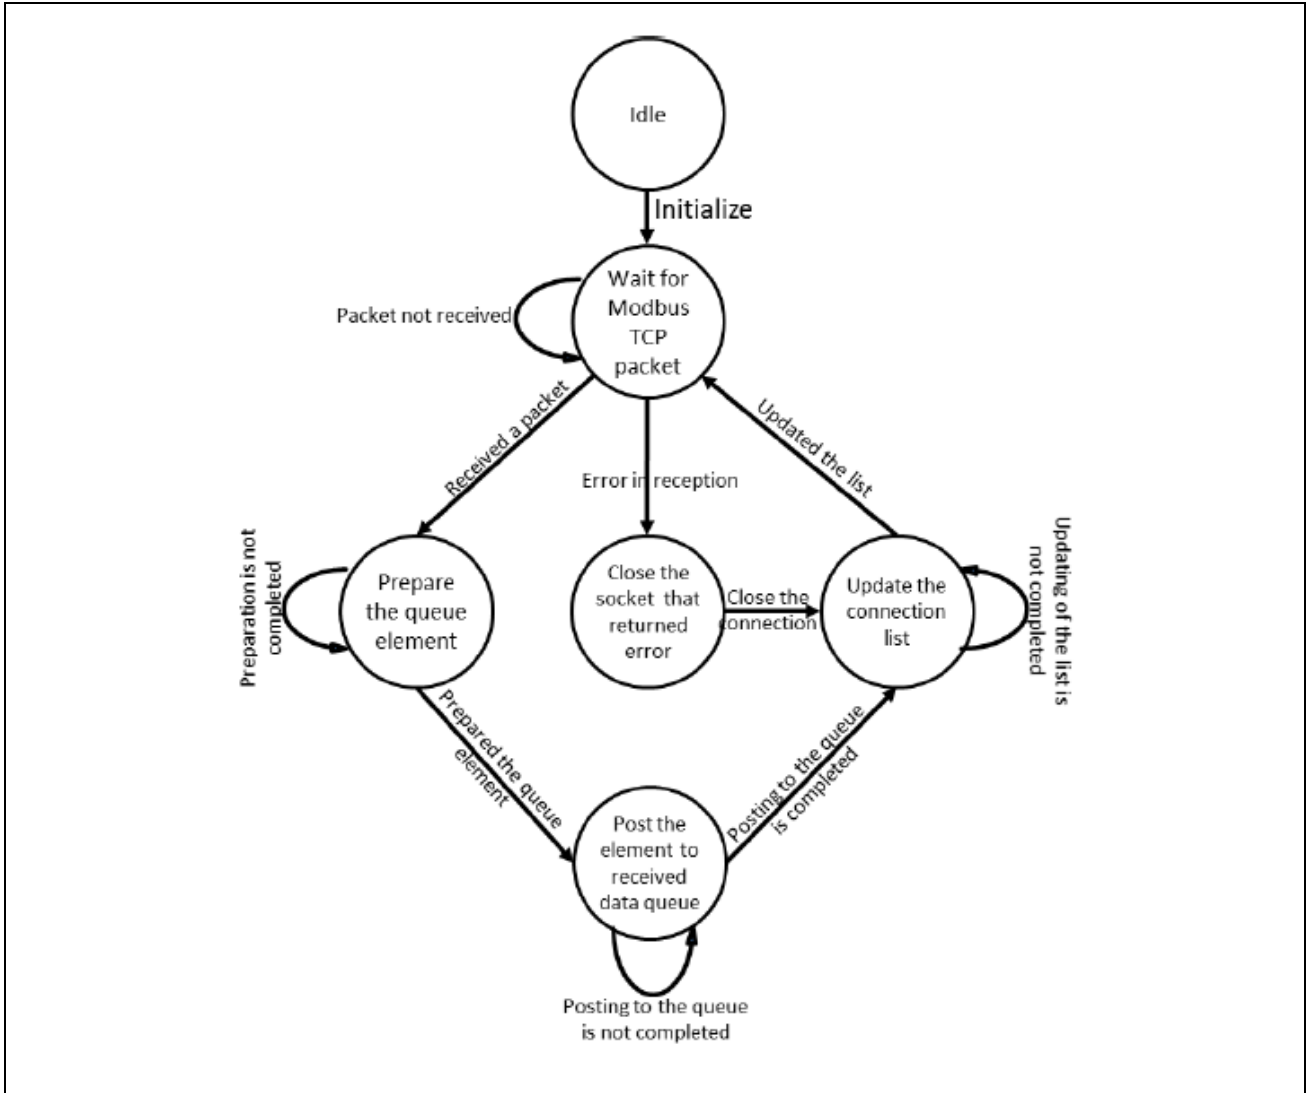 Idle
Initialize
Wait for
Modbus
TCP
packet
Packet not received
Received a packet
Error in reception
Updated the list
Preparation is not
completed
Prepare
the queue
element
Close the
socket that
returned
error
Close the
connection
Update the
connection
list
Updating of the list is
not completed
Prepared the queue
element
Posting to the queue
is completed
Post the
element to
received
data queue
Posting to the queue
is not completed